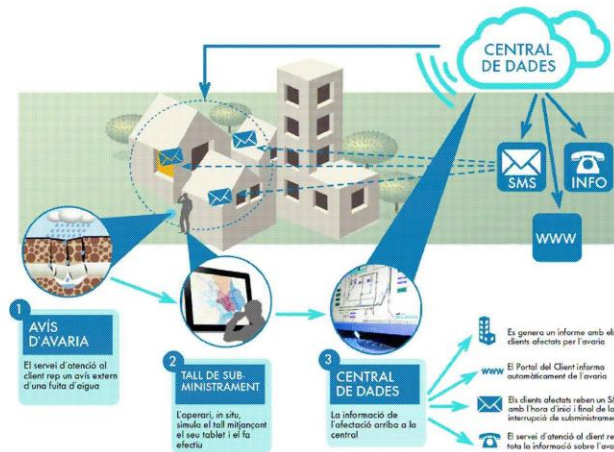 CENTRAL
DE DADES
SMS
INFO
WWW
1
AVÍS
D'AVARIA
El servei d'atenció al
client rep un avís extern
d'una fuita d'aigua
2
TALL DE SUB-
MINISTRAMENT
L'operari, in situ,
simula el tall mitjançant
el seu tablet i el fa
efectiu
3
CENTRAL
DE DADES
La informació de
l'afectació arriba a la
central
Es genera un informe amb els
clients afectats per l'avaria
www
El Portal del Client informa
automàticament de l'avaria
Els clients afectats reben un S
amb l'hora d'inici i final de la
interrupció de subministrame
El servei d'atenció al client re
tota la informació sobre l'ava